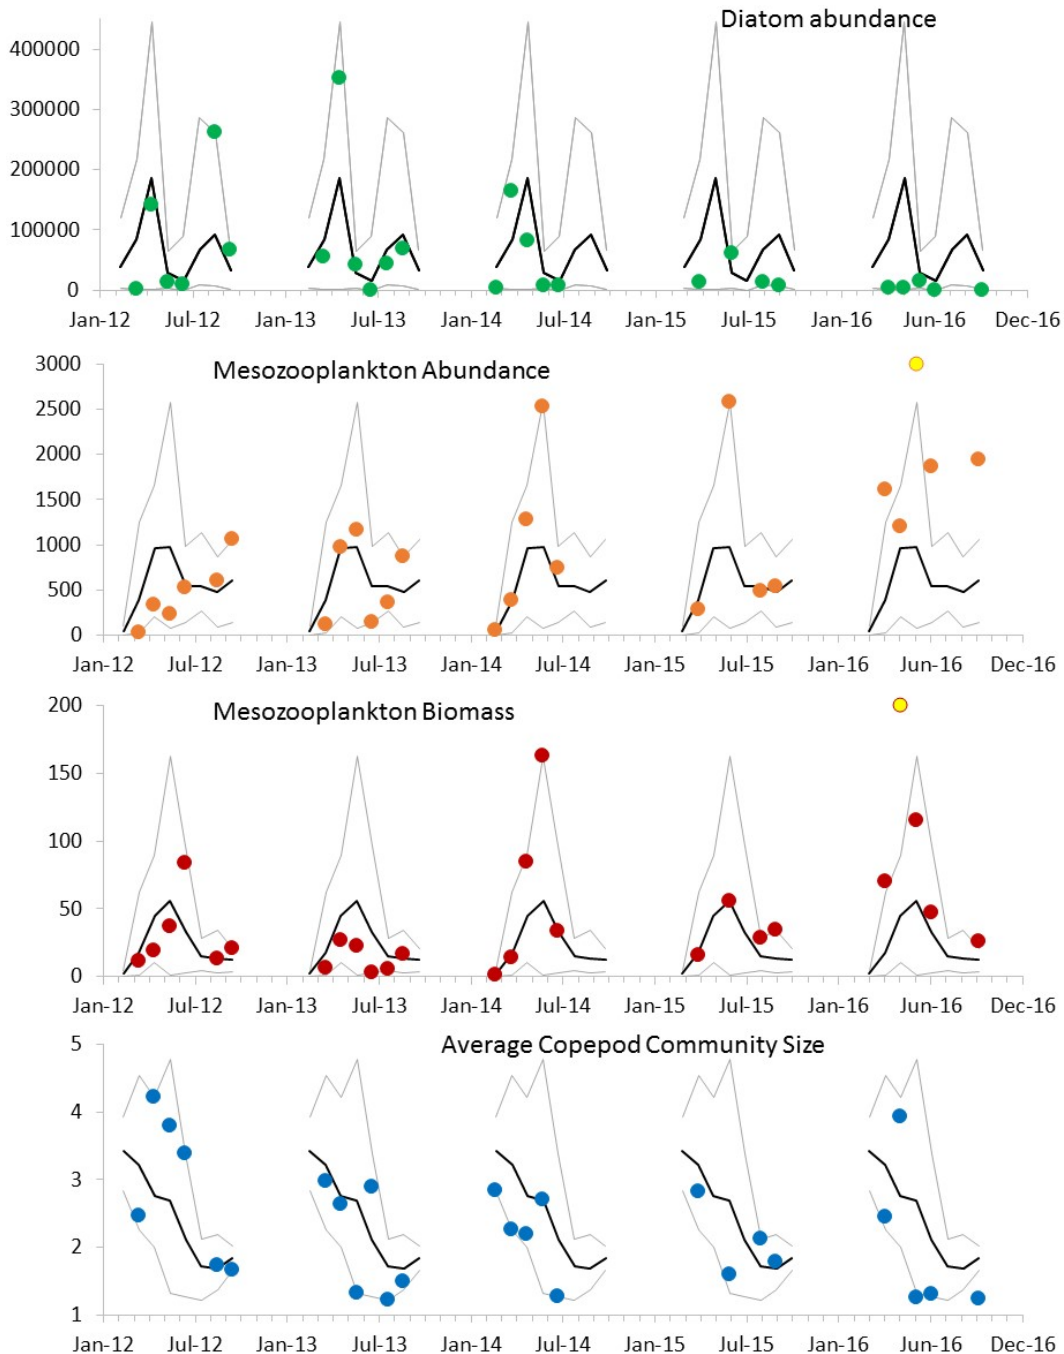 Diatom abundance
400000
300000
200000
100000
0
Jan-12 Jul-12 Jan-13 Jul-13 Jan-14 Jul-14 Jan-15 Jul-15 Jan-16 Jun-16 Dec-16
3000
Mesozooplankton Abundance
2500
2000
1500
1000
500
0
Jan-12 Jul-12 Jan-13 Jul-13 Jan-14 Jul-14 Jan-15 Jul-15 Jan-16 Jun-16 Dec-16
200
Mesozooplankton Biomass
150
100
50
0
Jan-12 Jul-12 Jan-13 Jul-13 Jan-14 Jul-14 Jan-15 Jul-15 Jan-16 Jun-16 Dec-16
5
Average Copepod Community Size
4
3
2
1
Jan-12 Jul-12 Jan-13 Jul-13 Jan-14 Jul-14 Jan-15 Jul-15 Jan-16 Jun-16 Dec-16